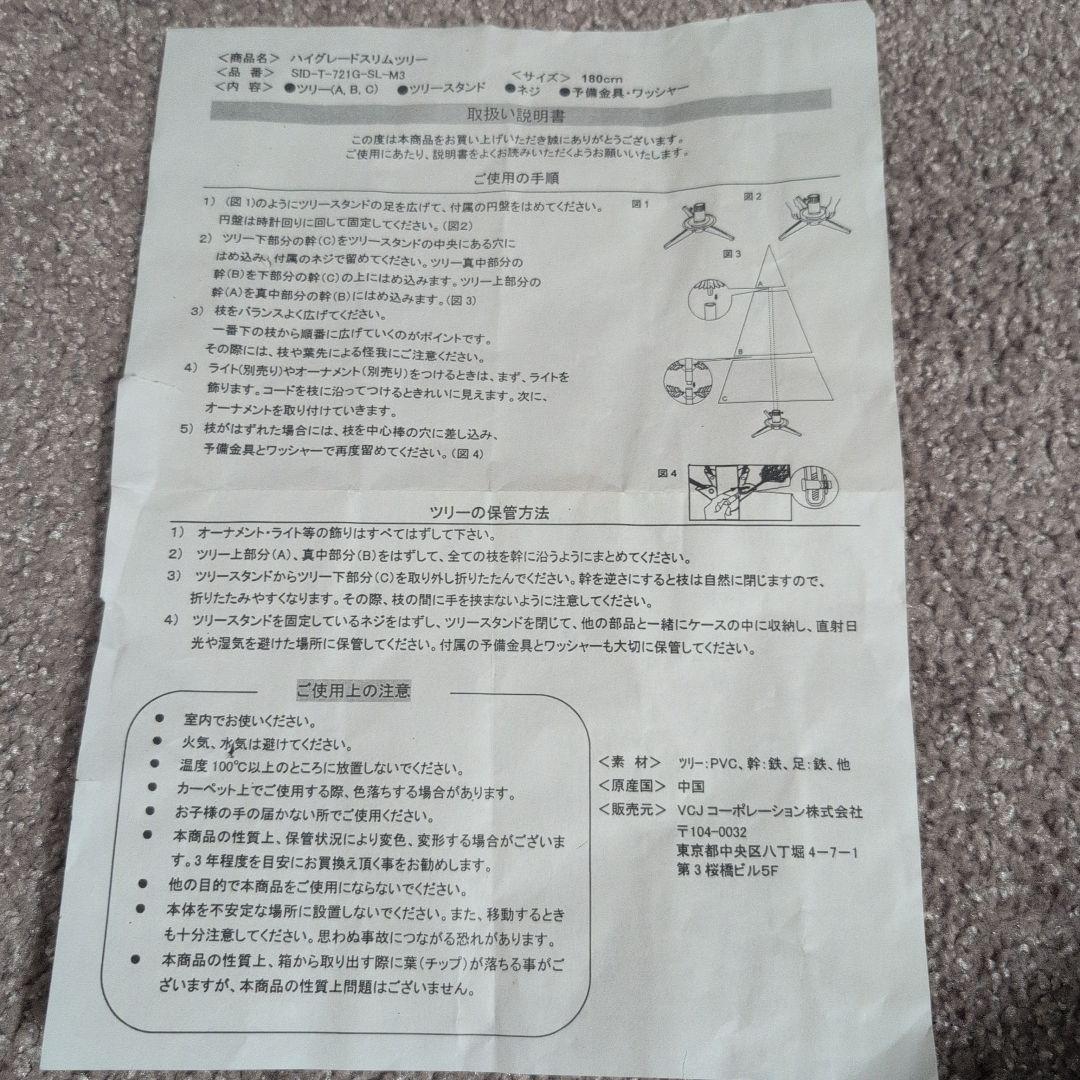 ＜商品名＞ ハイグレードスリムツリー
＜品 番＞ SID-T-721G-SL-M3 ＜サイズ＞ 180cm
＜内 容＞ ●ツリー(A, B, C) ●ツリースタンド ●ネジ ●予備金具・ワッシャー
取扱い説明書
この度は本商品をお買い上げいただき誠にありがとうございます。
ご使用にあたり、説明書をよくお読みいただくようお願いいたします。
ご使用の手順
1) (図1)のようにツリースタンドの足を広げて、付属の円盤をはめてください。
円盤は時計回りに回して固定してください。(図2)
2) ツリー下部分の幹(C)をツリースタンドの中央にある穴に
はめ込み、付属のネジで留めてください。ツリー真中部分の
幹(B)を下部分の幹(C)の上にはめ込みます。ツリー上部分の
幹(A)を真中部分の幹(B)にはめ込みます。(図3)
3) 枝をバランスよく広げてください。
一番下の枝から順番に広げていくのがポイントです。
その際には、枝や葉先による怪我にご注意ください。
4) ライト(別売り)やオーナメント(別売り)をつけるときは、まず、ライトを
飾ります。コードを枝に沿ってつけるときれいに見えます。次に、
オーナメントを取り付けていきます。
5) 枝がはずれた場合には、枝を中心棒の穴に差し込み、
予備金具とワッシャーで再度留めてください。(図4)
図1
図2
図3
A
B
C
図4
ツリーの保管方法
1) オーナメント・ライト等の飾りはすべてはずして下さい。
2) ツリー上部分(A)、真中部分(B)をはずして、全ての枝を幹に沿うようにまとめてください。
3) ツリースタンドからツリー下部分(C)を取り外し折りたたんでください。幹を逆さにすると枝は自然に閉じますので、
折りたたみやすくなります。その際、枝の間に手を挟まないように注意してください。
4) ツリースタンドを固定しているネジをはずし、ツリースタンドを閉じて、他の部品と一緒にケースの中に収納し、直射日
光や湿気を避けた場所に保管してください。付属の予備金具とワッシャーも大切に保管してください。
ご使用上の注意
● 室内でお使いください。
● 火気、水気は避けてください。
● 温度100℃以上のところに放置しないでください。
● カーペット上でご使用する際、色落ちする場合があります。
● お子様の手の届かない所でご使用ください。
● 本商品の性質上、保管状況により変色、変形する場合がございま
す。3年程度を目安にお買換え頂く事をお勧めします。
● 他の目的で本商品をご使用にならないでください。
● 本体を不安定な場所に設置しないでください。また、移動するとき
も十分注意してください。思わぬ事故につながる恐れがあります。
● 本商品の性質上、箱から取り出す際に葉(チップ)が落ちる事がご
ざいますが、本商品の性質上問題はございません。
＜素 材＞ ツリー:PVC、幹:鉄、足:鉄、他
＜原産国＞ 中国
＜販売元＞ VCJコーポレーション株式会社
〒104-0032
東京都中央区八丁堀4-7-1
第3桜橋ビル5F